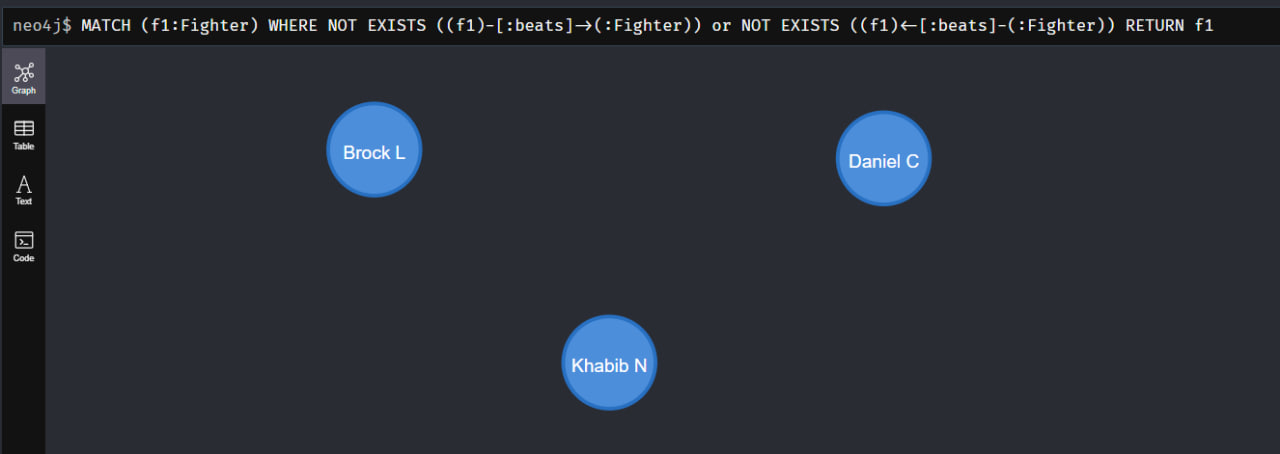 neo4j$ MATCH (f1:Fighter) WHERE NOT EXISTS ((f1)-[:beats]→(:Fighter)) or NOT EXISTS ((f1)←[:beats]-(:Fighter)) RETURN f1
Graph
Table
Text
Code
Brock L
Daniel C
Khabib N